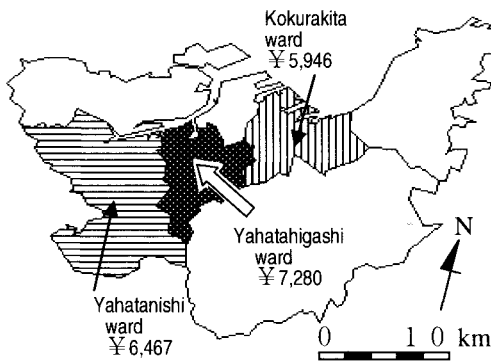 Kokurakita
ward
￥5,946
Yahatahigashi
ward
￥7,280
Yahatanishi
ward
￥6,467
N
0 10 km